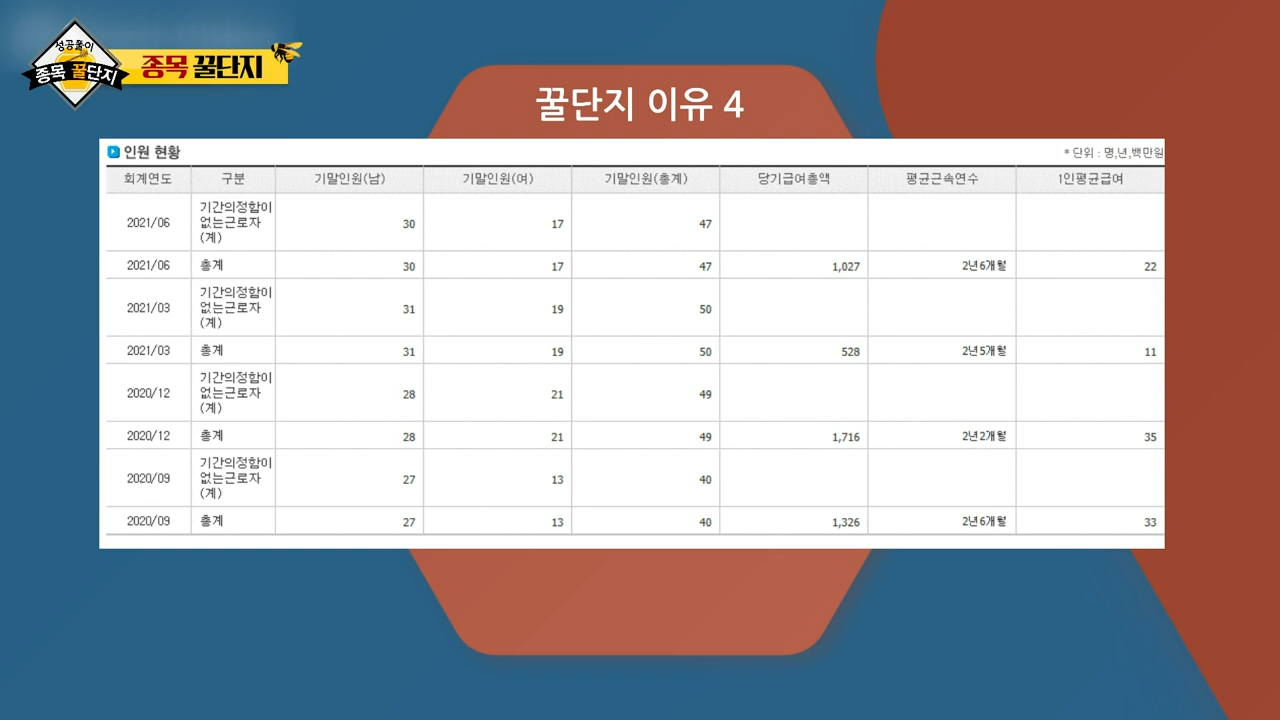 성공풀이
종목 꿀단지
종목 꿀단지
꿀단지 이유 4
인원 현황
* 단위 : 명,년,백만원
회계연도 구분 기말인원(남) 기말인원(여) 기말인원(총계) 당기급여총액 평균근속연수 1인평균급여
2021/06 기간의정함이 없는근로자 (계) 30 17 47
2021/06 총계 30 17 47 1,027 2년6개월 22
2021/03 기간의정함이 없는근로자 (계) 31 19 50
2021/03 총계 31 19 50 528 2년5개월 11
2020/12 기간의정함이 없는근로자 (계) 28 21 49
2020/12 총계 28 21 49 1,716 2년2개월 35
2020/09 기간의정함이 없는근로자 (계) 27 13 40
2020/09 총계 27 13 40 1,326 2년6개월 33